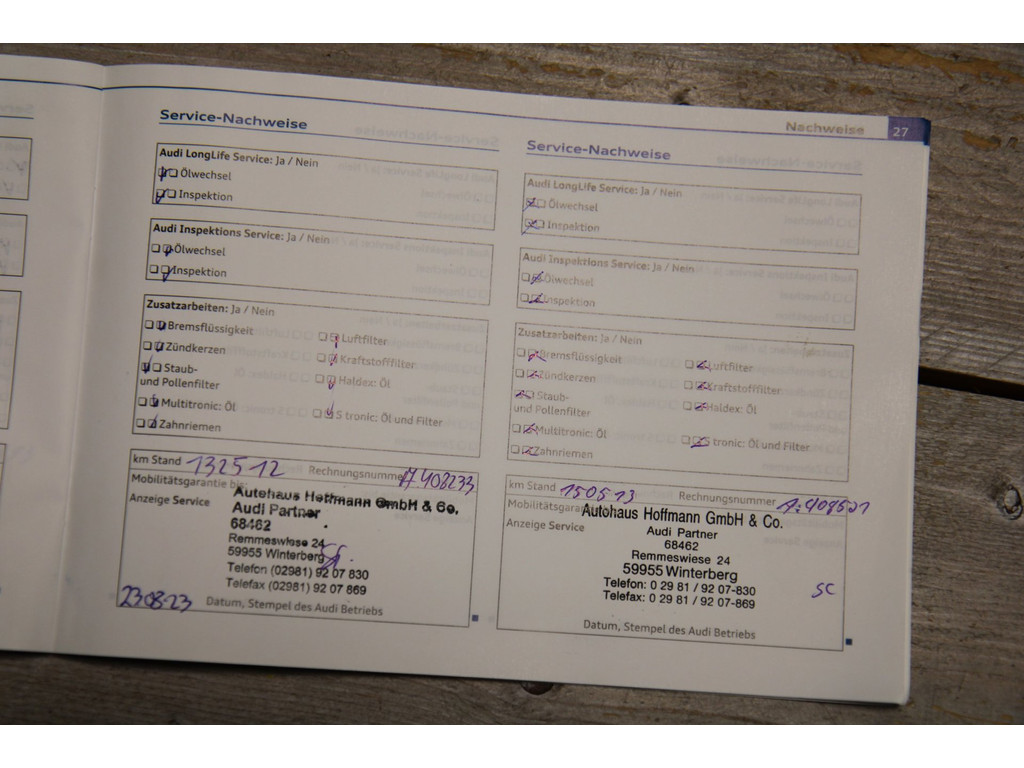 Nachweise 27
Service-Nachweise
Audi LongLife Service: Ja / Nein
Ölwechsel
Inspektion
Audi Inspektions Service: Ja / Nein
Ölwechsel
Inspektion
Zusatzarbeiten: Ja / Nein
Bremsflüssigkeit
Zündkerzen
Staub-
und Pollenfilter
Multitronic: Öl
Zahnriemen
Luftfilter
Kraftstofffilter
Haldex: Öl
S tronic: Öl und Filter
km Stand 132512 Rechnungsnummer A 408233
Mobilitätsgarantie bis:
Anzeige Service
Autohaus Hoffmann GmbH & Co.
Audi Partner
68462
Remmeswiese 24
59955 Winterberg
Telefon (02981) 92 07 830
Telefax (02981) 92 07 869
23-08-23 Datum, Stempel des Audi Betriebs
Service-Nachweise
Audi LongLife Service: Ja / Nein
Ölwechsel
Inspektion
Audi Inspektions Service: Ja / Nein
Ölwechsel
Inspektion
Zusatzarbeiten: Ja / Nein
Bremsflüssigkeit
Zündkerzen
Staub-
und Pollenfilter
Multitronic: Öl
Zahnriemen
Luftfilter
Kraftstofffilter
Haldex: Öl
S tronic: Öl und Filter
km Stand 150513 Rechnungsnummer
Anzeige Service
Autohaus Hoffmann GmbH & Co.
Audi Partner
68462
Remmeswiese 24
59955 Winterberg
Telefon: 0 29 81 / 92 07-830
Telefax: 0 29 81 / 92 07-869
SC
Datum, Stempel des Audi Betriebs